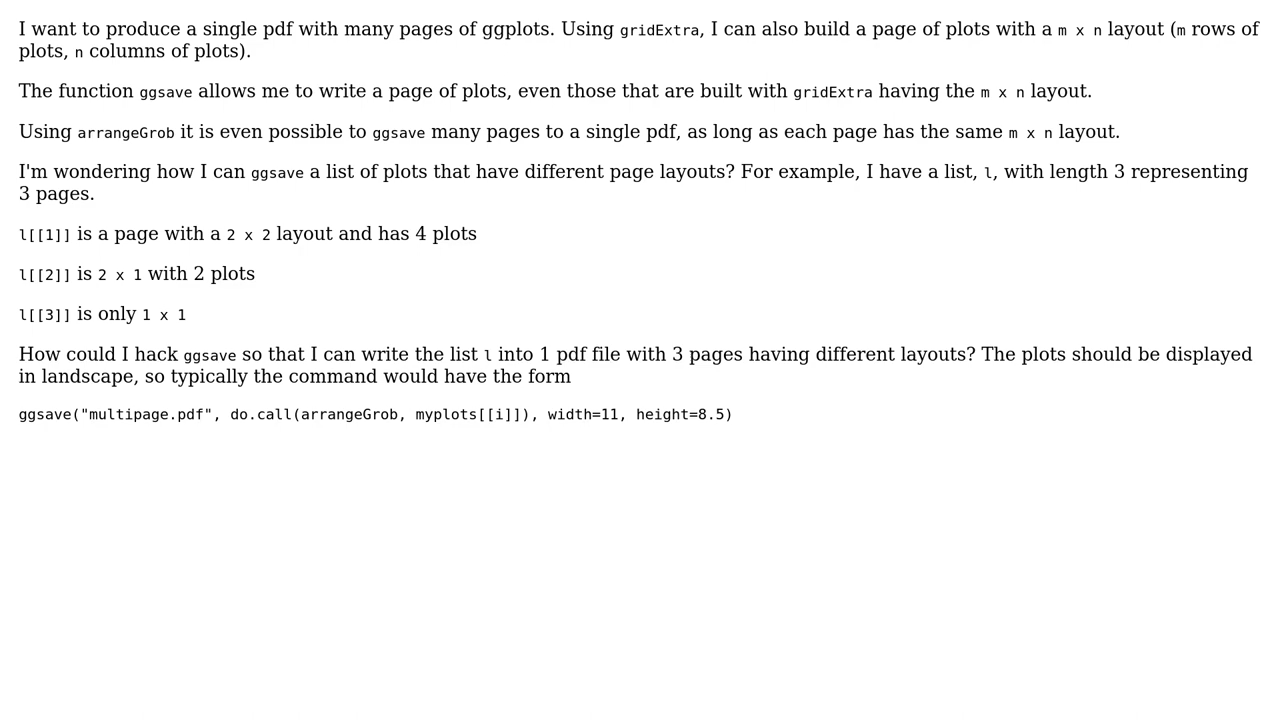 I want to produce a single pdf with many pages of ggplots. Using gridExtra, I can also build a page of plots with a m x n layout (m rows of
plots, n columns of plots).
The function ggsave allows me to write a page of plots, even those that are built with gridExtra having the m x n layout.
Using arrangeGrob it is even possible to ggsave many pages to a single pdf, as long as each page has the same m x n layout.
I'm wondering how I can ggsave a list of plots that have different page layouts? For example, I have a list, l, with length 3 representing
3 pages.
l[[1]] is a page with a 2 x 2 layout and has 4 plots
l[[2]] is 2 x 1 with 2 plots
l[[3]] is only 1 x 1
How could I hack ggsave so that I can write the list l into 1 pdf file with 3 pages having different layouts? The plots should be displayed
in landscape, so typically the command would have the form
ggsave("multipage.pdf", do.call(arrangeGrob, myplots[[i]]), width=11, height=8.5)